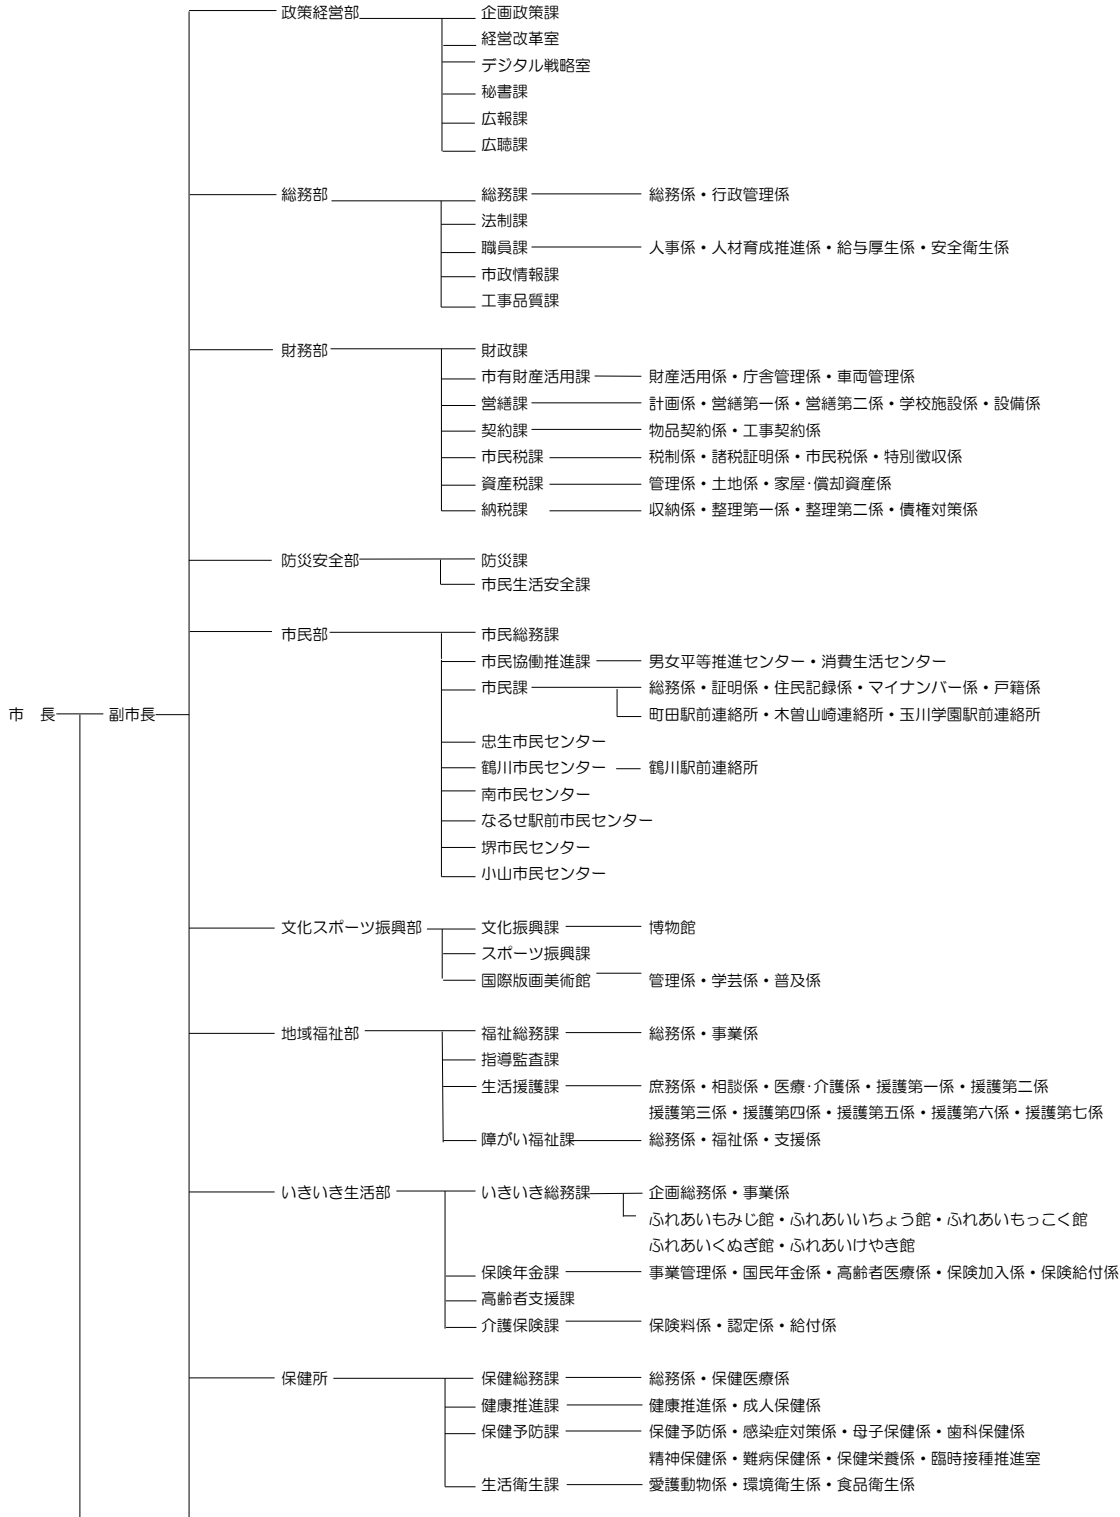 政策経営部 企画政策課
経営改革室
デジタル戦略室
秘書課
広報課
広聴課
総務部 総務課 総務係・行政管理係
法制課
職員課 人事係・人材育成推進係・給与厚生係・安全衛生係
市政情報課
工事品質課
財務部 財政課
市有財産活用課 財産活用係・庁舎管理係・車両管理係
営繕課 計画係・営繕第一係・営繕第二係・学校施設係・設備係
契約課 物品契約係・工事契約係
市民税課 税制係・諸税証明係・市民税係・特別徴収係
資産税課 管理係・土地係・家屋･償却資産係
納税課 収納係・整理第一係・整理第二係・債権対策係
防災安全部 防災課
市民生活安全課
市民部 市民総務課
市民協働推進課 男女平等推進センター・消費生活センター
市民課 総務係・証明係・住民記録係・マイナンバー係・戸籍係
市　長 副市長 町田駅前連絡所・木曽山崎連絡所・玉川学園駅前連絡所
忠生市民センター
鶴川市民センター 鶴川駅前連絡所
南市民センター
なるせ駅前市民センター
堺市民センター
小山市民センター
文化スポーツ振興部 文化振興課 博物館
スポーツ振興課
国際版画美術館 管理係・学芸係・普及係
地域福祉部 福祉総務課 総務係・事業係
指導監査課
生活援護課 庶務係・相談係・医療･介護係・援護第一係・援護第二係
援護第三係・援護第四係・援護第五係・援護第六係・援護第七係
障がい福祉課 総務係・福祉係・支援係
いきいき生活部 いきいき総務課 企画総務係・事業係
ふれあいもみじ館・ふれあいいちょう館・ふれあいもっこく館
ふれあいくぬぎ館・ふれあいけやき館
保険年金課 事業管理係・国民年金係・高齢者医療係・保険加入係・保険給付係
高齢者支援課
介護保険課 保険料係・認定係・給付係
保健所 保健総務課 総務係・保健医療係
健康推進課 健康推進係・成人保健係
保健予防課 保健予防係・感染症対策係・母子保健係・歯科保健係
精神保健係・難病保健係・保健栄養係・臨時接種推進室
生活衛生課 愛護動物係・環境衛生係・食品衛生係